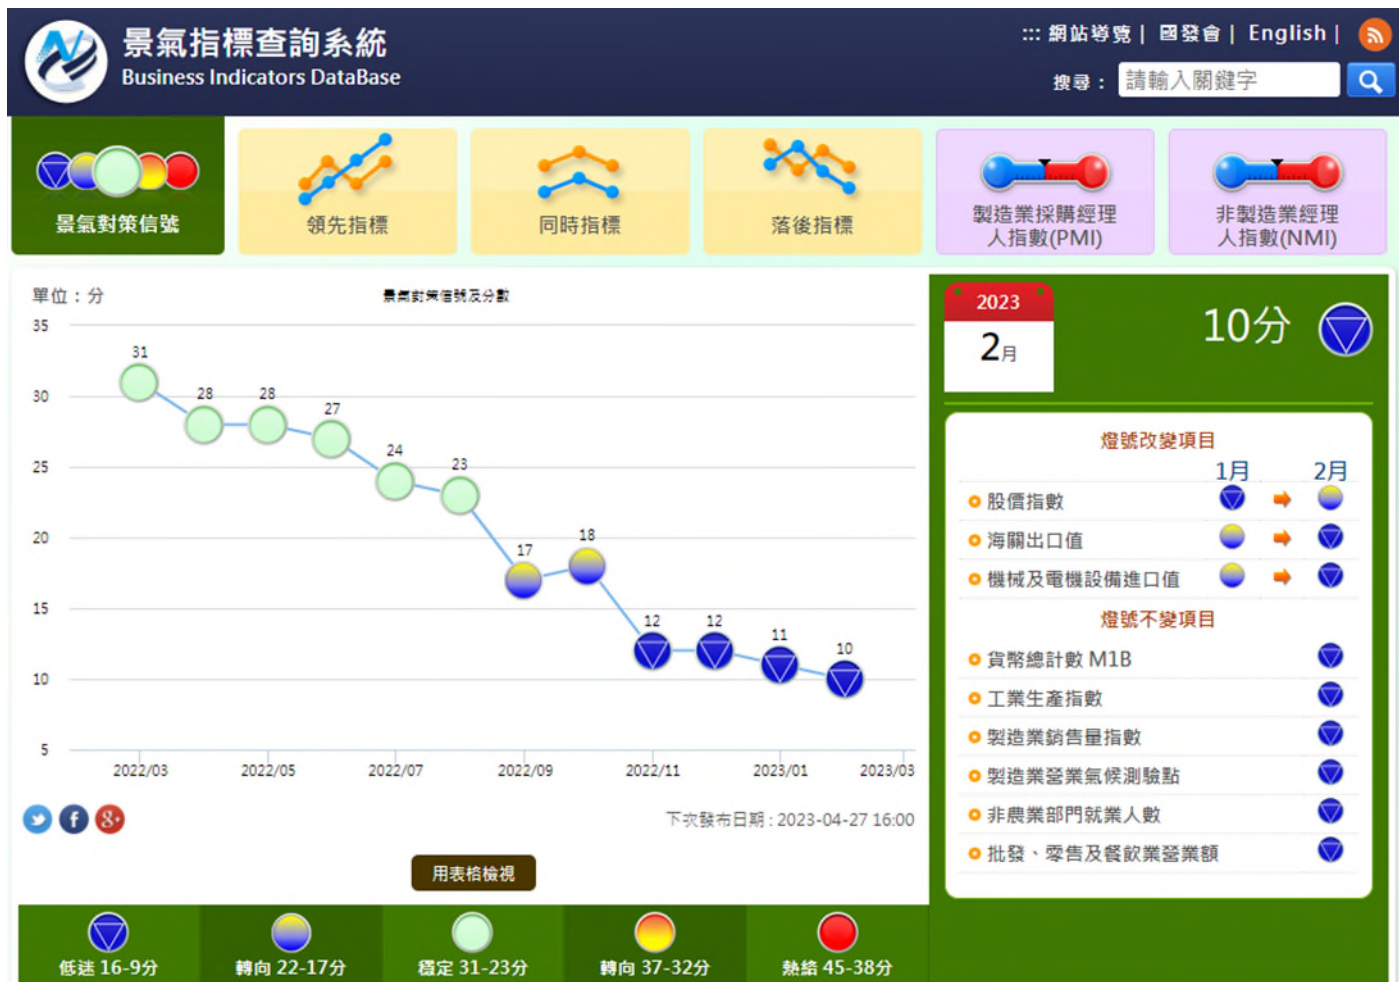 景氣指標查詢系統
Business Indicators DataBase
::: 網站導覽 | 國發會 | English |
搜尋： 請輸入關鍵字
景氣對策信號
領先指標
同時指標
落後指標
製造業採購經理
人指數(PMI)
非製造業經理
人指數(NMI)
單位：分
景氣對策信號及分數
35
30
25
20
15
10
5
31
28
28
27
24
23
17
18
12
12
11
10
2022/03
2022/05
2022/07
2022/09
2022/11
2023/01
2023/03
下次發布日期 : 2023-04-27 16:00
用表格檢視
低迷 16-9分
轉向 22-17分
穩定 31-23分
轉向 37-32分
熱絡 45-38分
2023
2月
10分
燈號改變項目
1月 2月
股價指數
海關出口值
機械及電機設備進口值
燈號不變項目
貨幣總計數 M1B
工業生產指數
製造業銷售量指數
製造業營業氣候測驗點
非農業部門就業人數
批發、零售及餐飲業營業額